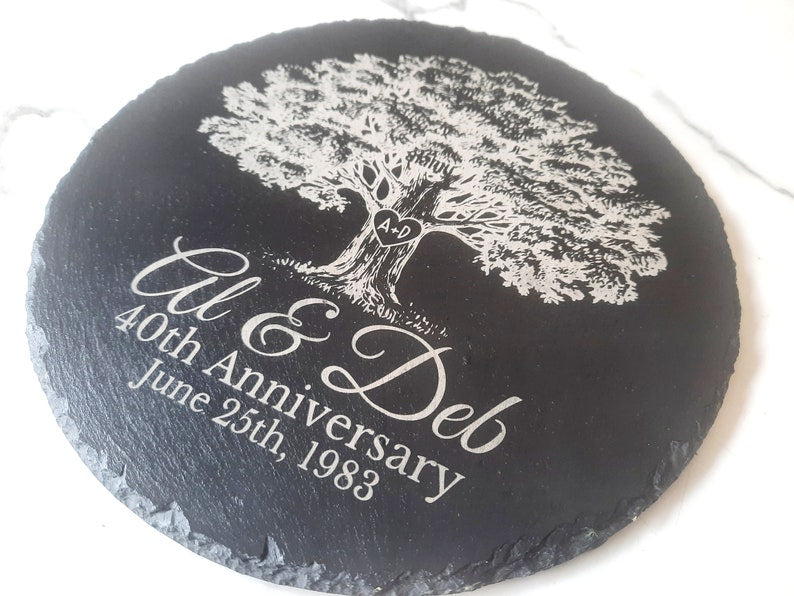 A+D
Al & Deb
40th Anniversary
June 25th, 1983